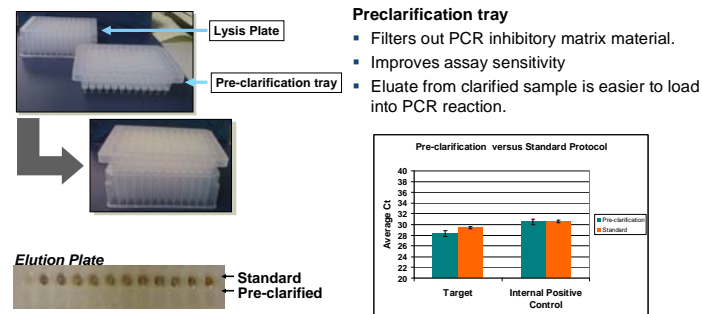 Lysis Plate
Pre-clarification tray
Elution Plate
Standard
Pre-clarified
Preclarification tray
▪ Filters out PCR inhibitory matrix material.
▪ Improves assay sensitivity
▪ Eluate from clarified sample is easier to load
into PCR reaction.
Pre-clarification versus Standard Protocol
Average Ct
40
38
36
34
32
30
28
26
24
22
20
Target
Internal Positive
Control
Pre-clarification
Standard